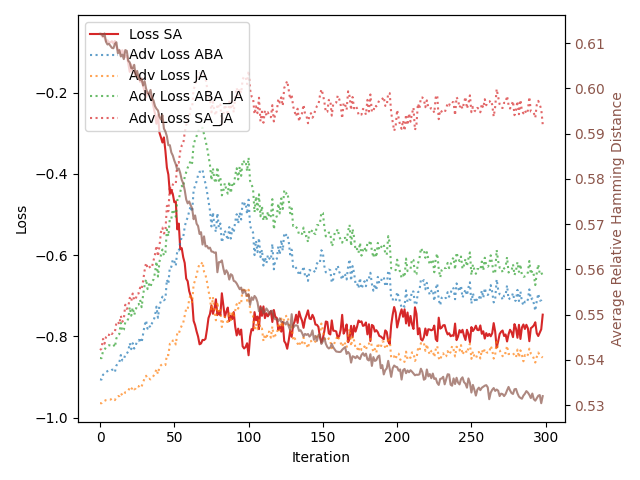 Loss SA
Adv Loss ABA
Adv Loss JA
Adv Loss ABA_JA
Adv Loss SA_JA
Loss
−0.2
−0.4
−0.6
−0.8
−1.0
0
50
100
150
200
250
300
Iteration
0.61
0.60
0.59
0.58
0.57
0.56
0.55
0.54
0.53
Average Relative Hamming Distance